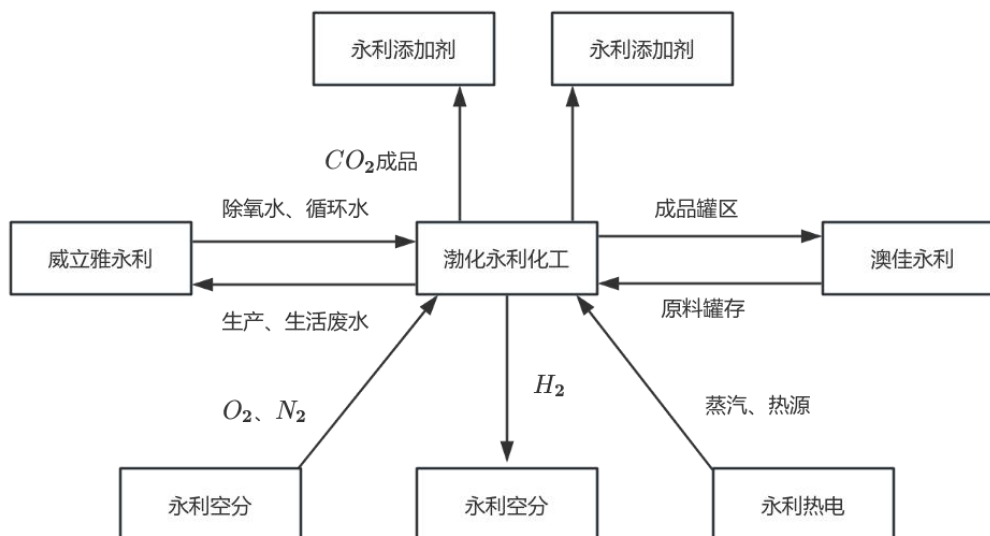 永利添加剂
永利添加剂
CO₂成品
除氧水、循环水
成品罐区
威立雅永利
渤化永利化工
澳佳永利
生产、生活废水
原料罐存
H₂
O₂、N₂
蒸汽、热源
永利空分
永利空分
永利热电